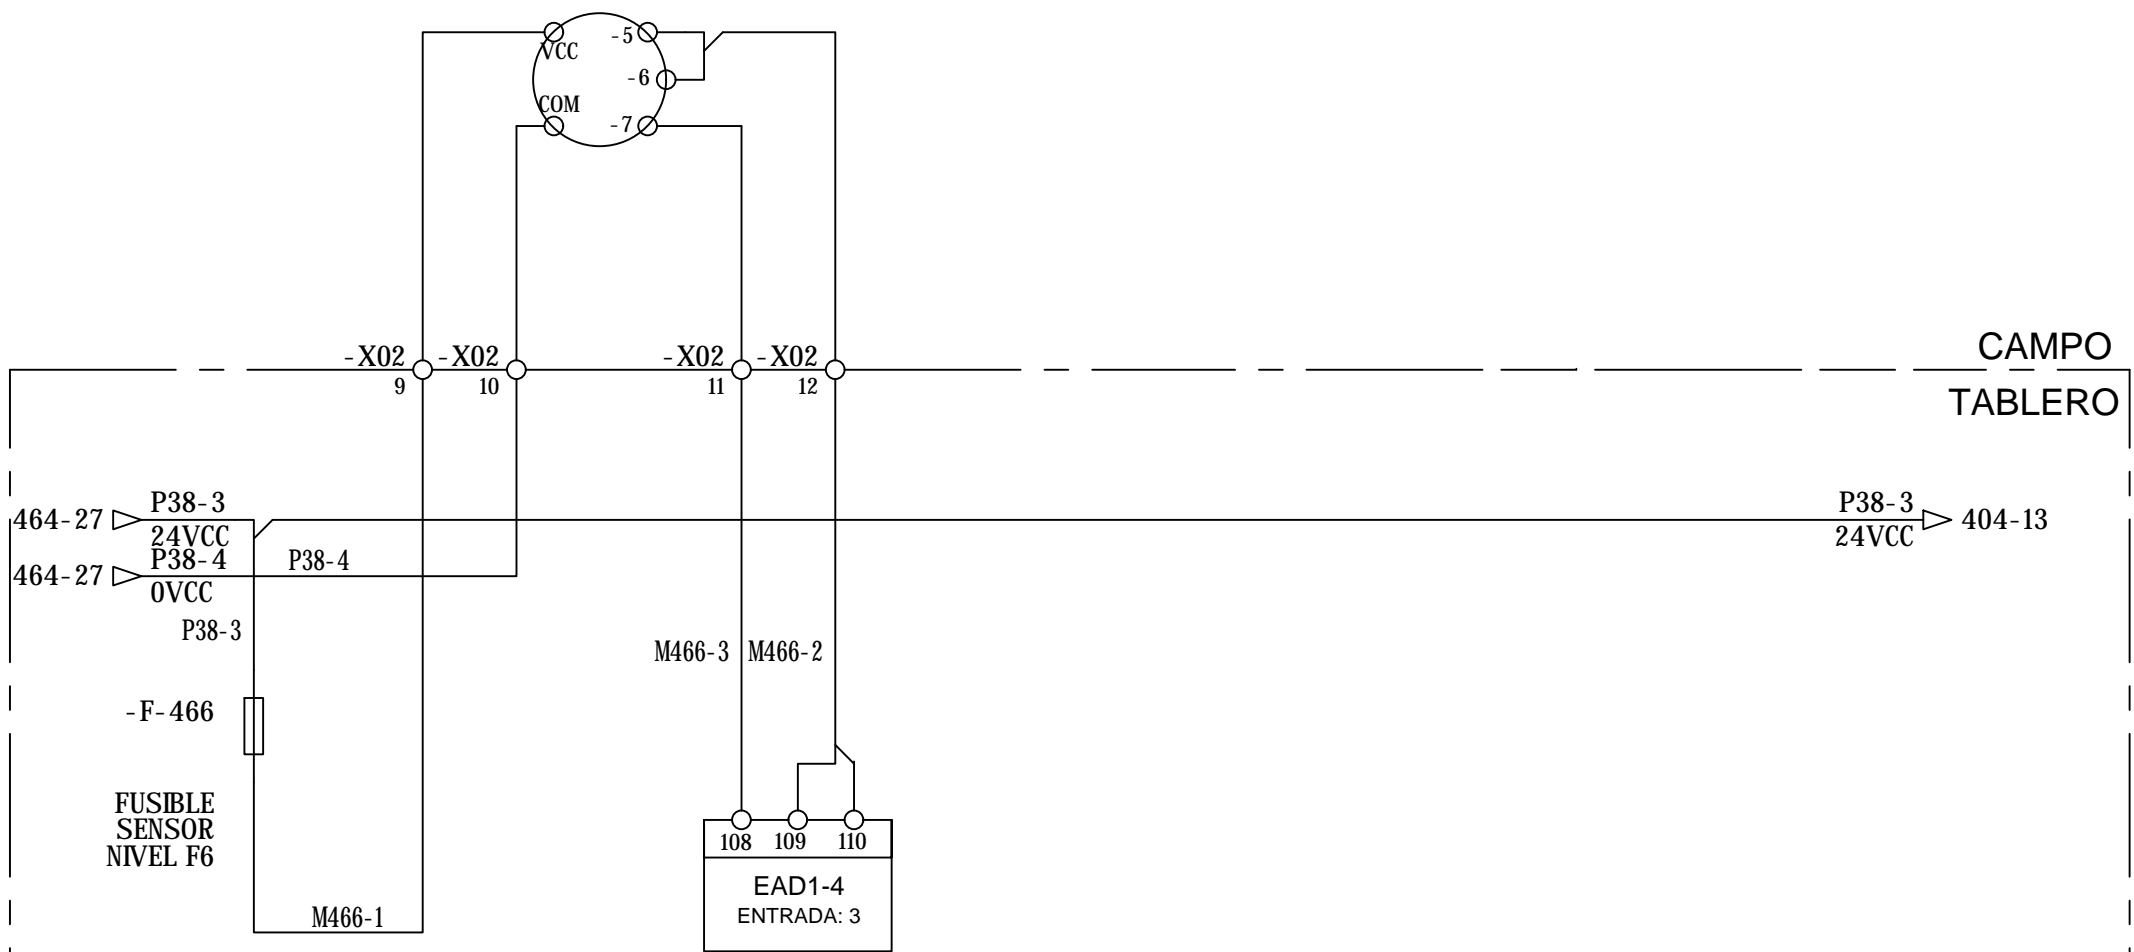 VCC
-5
-6
COM
-7
CAMPO
-X02
-X02
-X02
-X02
9
10
11
12
TABLERO
P38-3
P38-3
464-27
404-13
24VCC
24VCC
P38-4
P38-4
464-27
0VCC
P38-3
M466-3
M466-2
-F-466
FUSIBLE
SENSOR
NIVEL F6
108
109
110
EAD1-4
ENTRADA: 3
M466-1